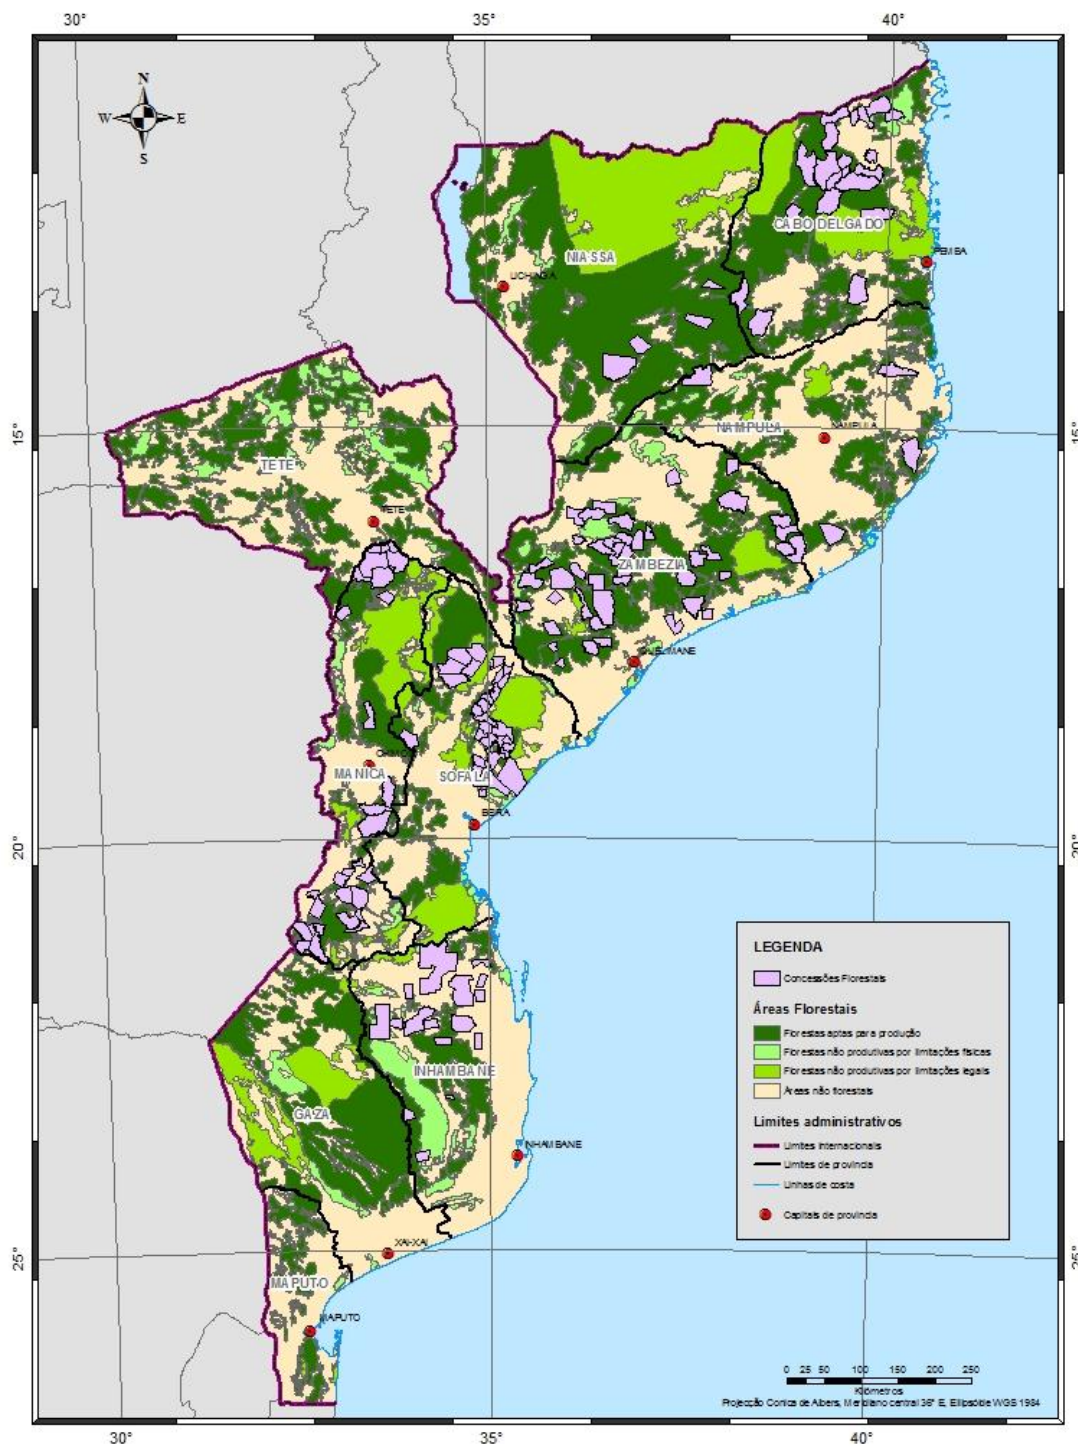 30°
35°
40°
N
W
E
S
CABO DELGADO
PEMBA
NIASSA
LICHINGA
15°
15°
NAMPULA
NAMPULA
TETE
TETE
ZAMBEZIA
QUELIMANE
MANICA
SOFALA
BEIRA
20°
20°
LEGENDA
Concessões Florestais
Áreas Florestais
Florestas aptas para produção
Florestas não produtivas por limitações físicas
Florestas não produtivas por limitações legais
Áreas não florestais
Limites administrativos
Limites internacionais
Limites de província
Linhas de costa
Capitais de província
INHAMBANE
GAZA
INHAMBANE
XAI-XAI
25°
25°
MAPUTO
MAPUTO
0 25 50 100 150 200 250
Kilómetros
Projecção Conica de Albers, Meridiano central 36° E, Ellipsóide WGS 1984
30°
35°
40°